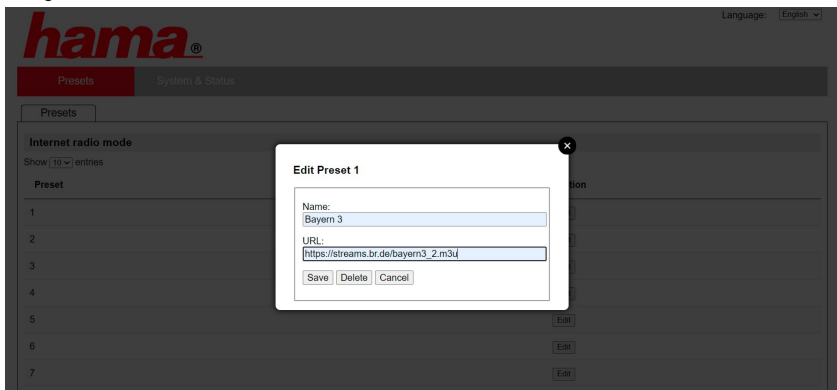 Language: English
hama®
Presets System & Status
Presets
Internet radio mode
Show 10 entries
Preset
1
2
3
4
5 Edit
6 Edit
7 Edit
Edit Preset 1
Name:
Bayern 3
URL:
https://streams.br.de/bayern3_2.m3u
Save Delete Cancel